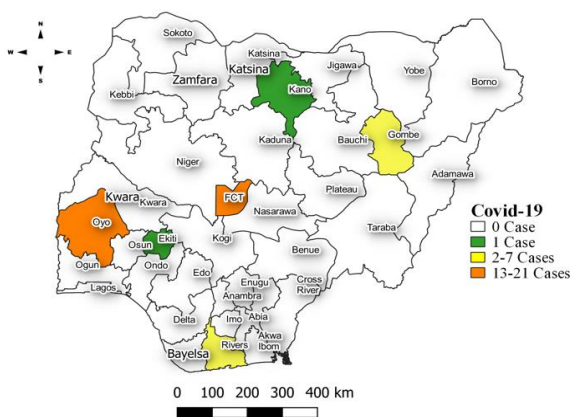 N
W E
S
Sokoto
Katsina
Katsina
Jigawa
Yobe
Borno
Zamfara
Kebbi
Kano
Kaduna
Bauchi
Gombe
Adamawa
Niger
Plateau
FCT
Nasarawa
Taraba
Kwara
Kwara
Oyo
Osun
Ekiti
Kogi
Benue
Ogun
Ondo
Lagos
Edo
Enugu
Cross
River
Anambra
Delta
Imo
Abia
Akwa
Ibom
Rivers
Bayelsa
Covid-19
0 Case
1 Case
2-7 Cases
13-21 Cases
0 100 200 300 400 km